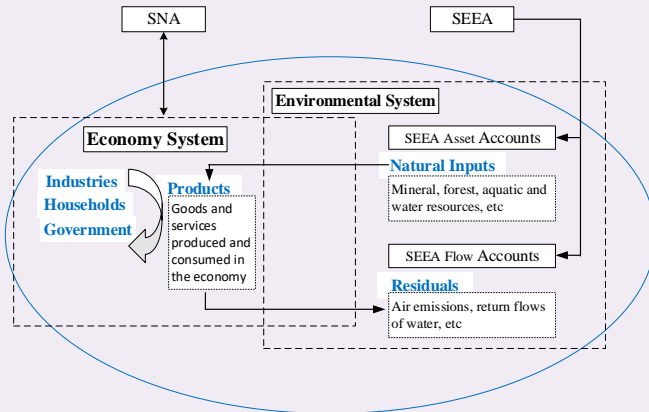 SNA
SEEA
Environmental System
Economy System
SEEA Asset Accounts
Industries
Households
Government
Products
Goods and
services
produced and
consumed in
the economy
Natural Inputs
Mineral, forest, aquatic and
water resources, etc
SEEA Flow Accounts
Residuals
Air emissions, return flows
of water, etc